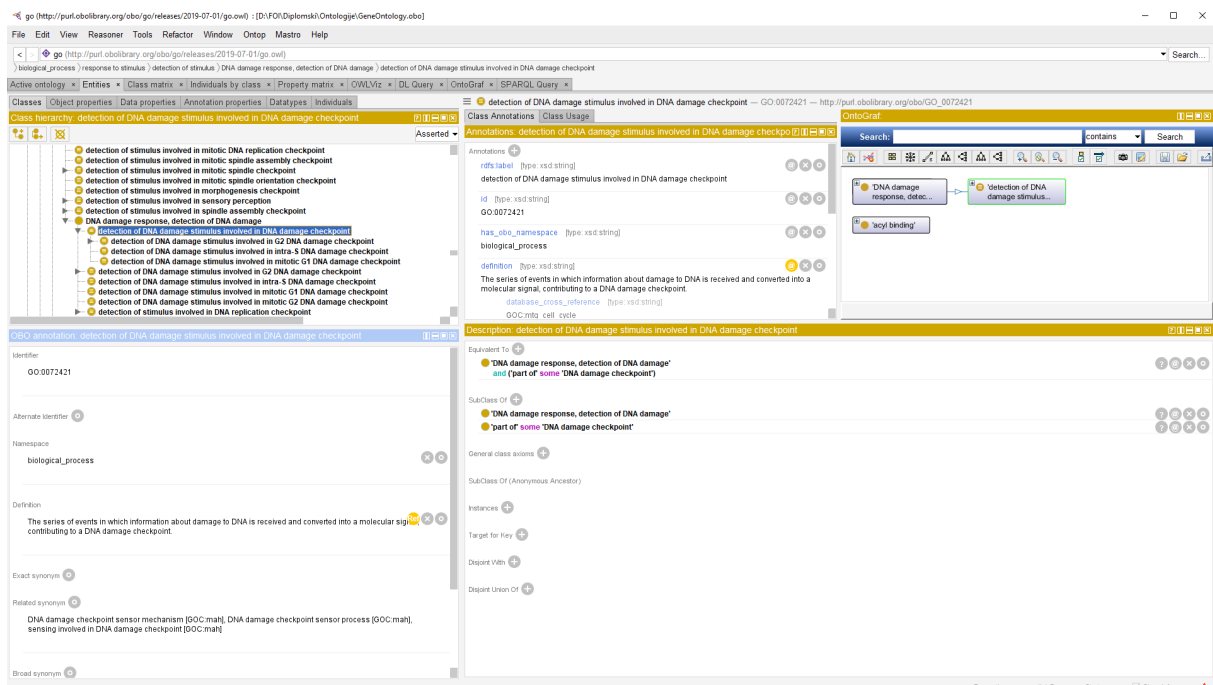 go (http://purl.obolibrary.org/obo/go/releases/2019-07-01/go.owl) : [D:\FOI\Diplomski\Ontologije\GeneOntology.obo]
File Edit View Reasoner Tools Refactor Window Ontop Mastro Help
< > go (http://purl.obolibrary.org/obo/go/releases/2019-07-01/go.owl) Search...
biological_process response to stimulus detection of stimulus DNA damage response, detection of DNA damage detection of DNA damage stimulus involved in DNA damage checkpoint
Active ontology × Entities × Class matrix × Individuals by class × Property matrix × OWLViz × DL Query × OntoGraf × SPARQL Query ×
Classes Object properties Data properties Annotation properties Datatypes Individuals
Class hierarchy: detection of DNA damage stimulus involved in DNA damage checkpoint
Asserted
detection of stimulus involved in mitotic DNA replication checkpoint
detection of stimulus involved in mitotic spindle assembly checkpoint
detection of stimulus involved in mitotic spindle checkpoint
detection of stimulus involved in mitotic spindle orientation checkpoint
detection of stimulus involved in morphogenesis checkpoint
detection of stimulus involved in sensory perception
detection of stimulus involved in spindle assembly checkpoint
DNA damage response, detection of DNA damage
detection of DNA damage stimulus involved in DNA damage checkpoint
detection of DNA damage stimulus involved in G2 DNA damage checkpoint
detection of DNA damage stimulus involved in intra-S DNA damage checkpoint
detection of DNA damage stimulus involved in mitotic G1 DNA damage checkpoint
detection of DNA damage stimulus involved in G2 DNA damage checkpoint
detection of DNA damage stimulus involved in intra-S DNA damage checkpoint
detection of DNA damage stimulus involved in mitotic G1 DNA damage checkpoint
detection of DNA damage stimulus involved in mitotic G2 DNA damage checkpoint
detection of stimulus involved in DNA replication checkpoint
OBO annotation: detection of DNA damage stimulus involved in DNA damage checkpoint
Identifier
GO:0072421
Alternate Identifier
Namespace
biological_process
Definition
The series of events in which information about damage to DNA is received and converted into a molecular
contributing to a DNA damage checkpoint.
Exact synonym
Related synonym
DNA damage checkpoint sensor mechanism [GOC:mah], DNA damage checkpoint sensor process [GOC:mah],
sensing involved in DNA damage checkpoint [GOC:mah]
Broad synonym
detection of DNA damage stimulus involved in DNA damage checkpoint — GO:0072421 — http://purl.obolibrary.org/obo/GO_0072421
Class Annotations Class Usage
Annotations: detection of DNA damage stimulus involved in DNA damage checkpo
Annotations
rdfs:label [type: xsd:string]
detection of DNA damage stimulus involved in DNA damage checkpoint
id [type: xsd:string]
GO:0072421
has_obo_namespace [type: xsd:string]
biological_process
definition [type: xsd:string]
The series of events in which information about damage to DNA is received and converted into a
molecular signal, contributing to a DNA damage checkpoint.
database_cross_reference [type: xsd:string]
GOC:mtg_cell_cycle
OntoGraf:
Search: contains Search
'DNA damage
response, detec...
'detection of DNA
damage stimulus...
'acyl binding'
Description: detection of DNA damage stimulus involved in DNA damage checkpoint
Equivalent To
'DNA damage response, detection of DNA damage'
and ('part of' some 'DNA damage checkpoint')
SubClass Of
'DNA damage response, detection of DNA damage'
'part of' some 'DNA damage checkpoint'
General class axioms
SubClass Of (Anonymous Ancestor)
Instances
Target for Key
Disjoint With
Disjoint Union Of